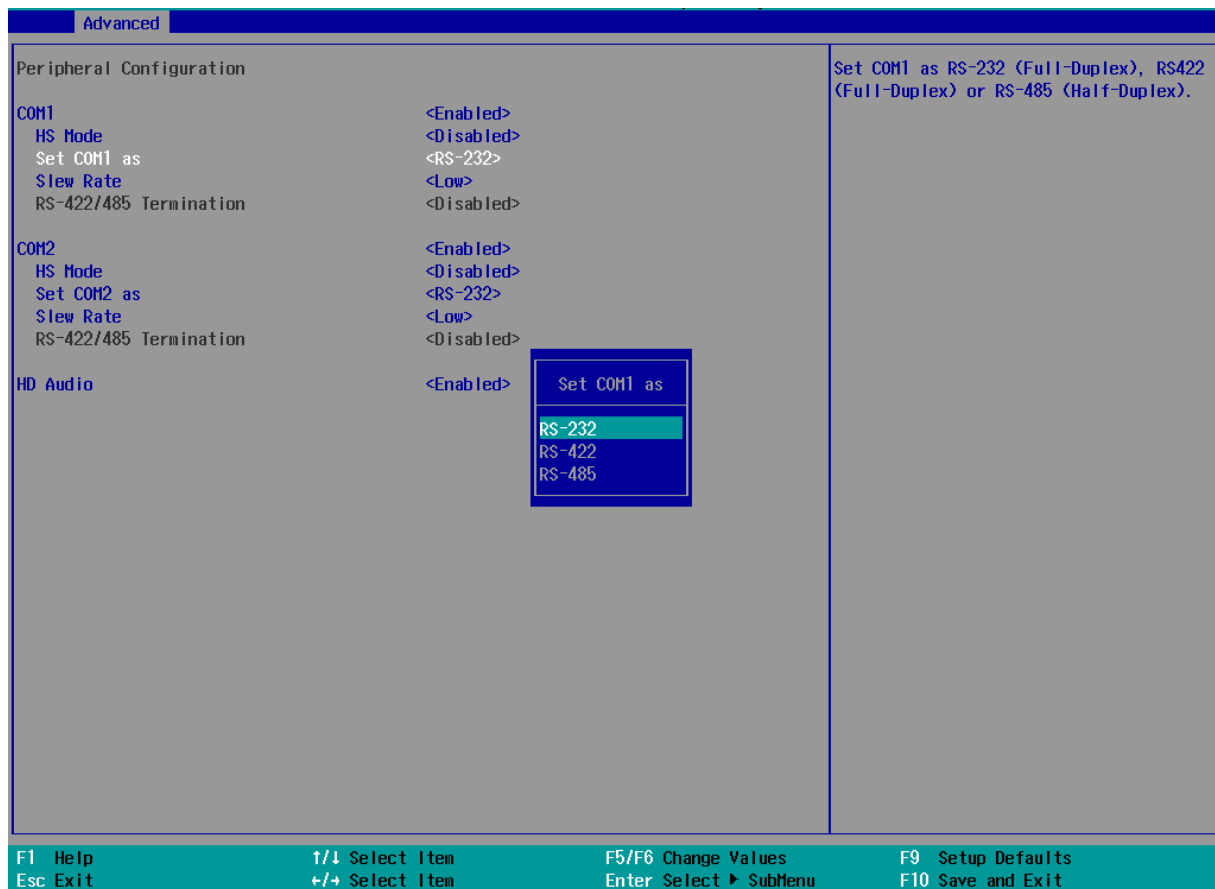 Advanced
Peripheral Configuration
Set COM1 as RS-232 (Full-Duplex), RS422
(Full-Duplex) or RS-485 (Half-Duplex).
COM1 <Enabled>
HS Mode <Disabled>
Set COM1 as <RS-232>
Slew Rate <Low>
RS-422/485 Termination <Disabled>
COM2 <Enabled>
HS Mode <Disabled>
Set COM2 as <RS-232>
Slew Rate <Low>
RS-422/485 Termination <Disabled>
HD Audio <Enabled>
Set COM1 as
RS-232
RS-422
RS-485
F1 Help ↑/↓ Select Item F5/F6 Change Values F9 Setup Defaults
Esc Exit ←/→ Select Item Enter Select ▶ SubMenu F10 Save and Exit